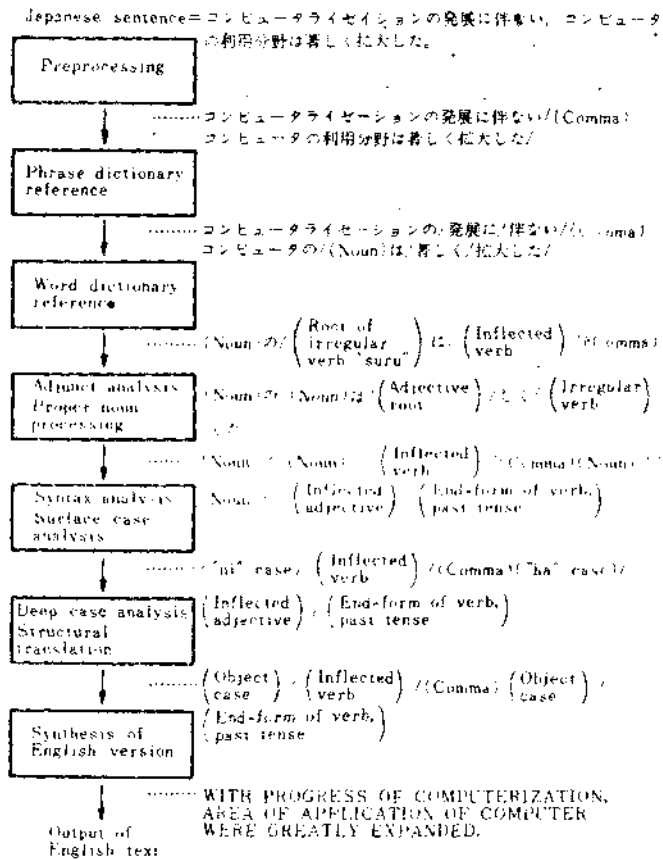 Japanese sentence=コンピュータライゼイションの発展に伴ない, コンピュータ
の利用分野は著しく拡大した。
Preprocessing
コンピュータライゼーションの発展に伴ない/(Comma)
コンピュータの利用分野は著しく拡大した/
Phrase dictionary
reference
コンピュータライゼーションの/発展に/伴ない/
コンピュータの/(Noun)は/著しく/拡大した/
Word dictionary
reference
(Noun)の/(Root of irregular verb "suru")に, (Inflected verb) (Comma)
Adjunct analysis
Proper noun
processing
(Noun)の (Noun)は (Adjective root)/しく/(Irregular verb)
した
(Noun) (Noun) (Inflected verb) (Comma)(Noun)
Syntax analysis
Surface case
analysis
Noun (Inflected adjective) (End-form of verb, past tense)
"ni" case/(Inflected verb)/(Comma)("ha" case)/
Deep case analysis
Structural
translation
(Inflected adjective)/(End-form of verb, past tense)
(Object case)/(Inflected verb)/(Comma)(Object case)/
(End-form of verb, past tense)
Synthesis of
English version
WITH PROGRESS OF COMPUTERIZATION,
AREA OF APPLICATION OF COMPUTER
WERE GREATLY EXPANDED.
Output of
English text